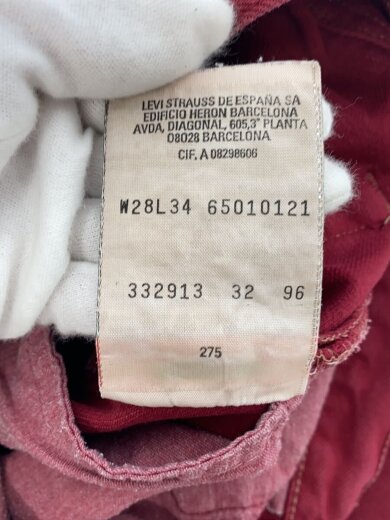 LEVI STRAUSS DE ESPAÑA SA
EDIFICIO HERON BARCELONA
AVDA, DIAGONAL, 605,3ª PLANTA
08028 BARCELONA
CIF. A 08298606
W28L34 65010121
332913 32 96
275